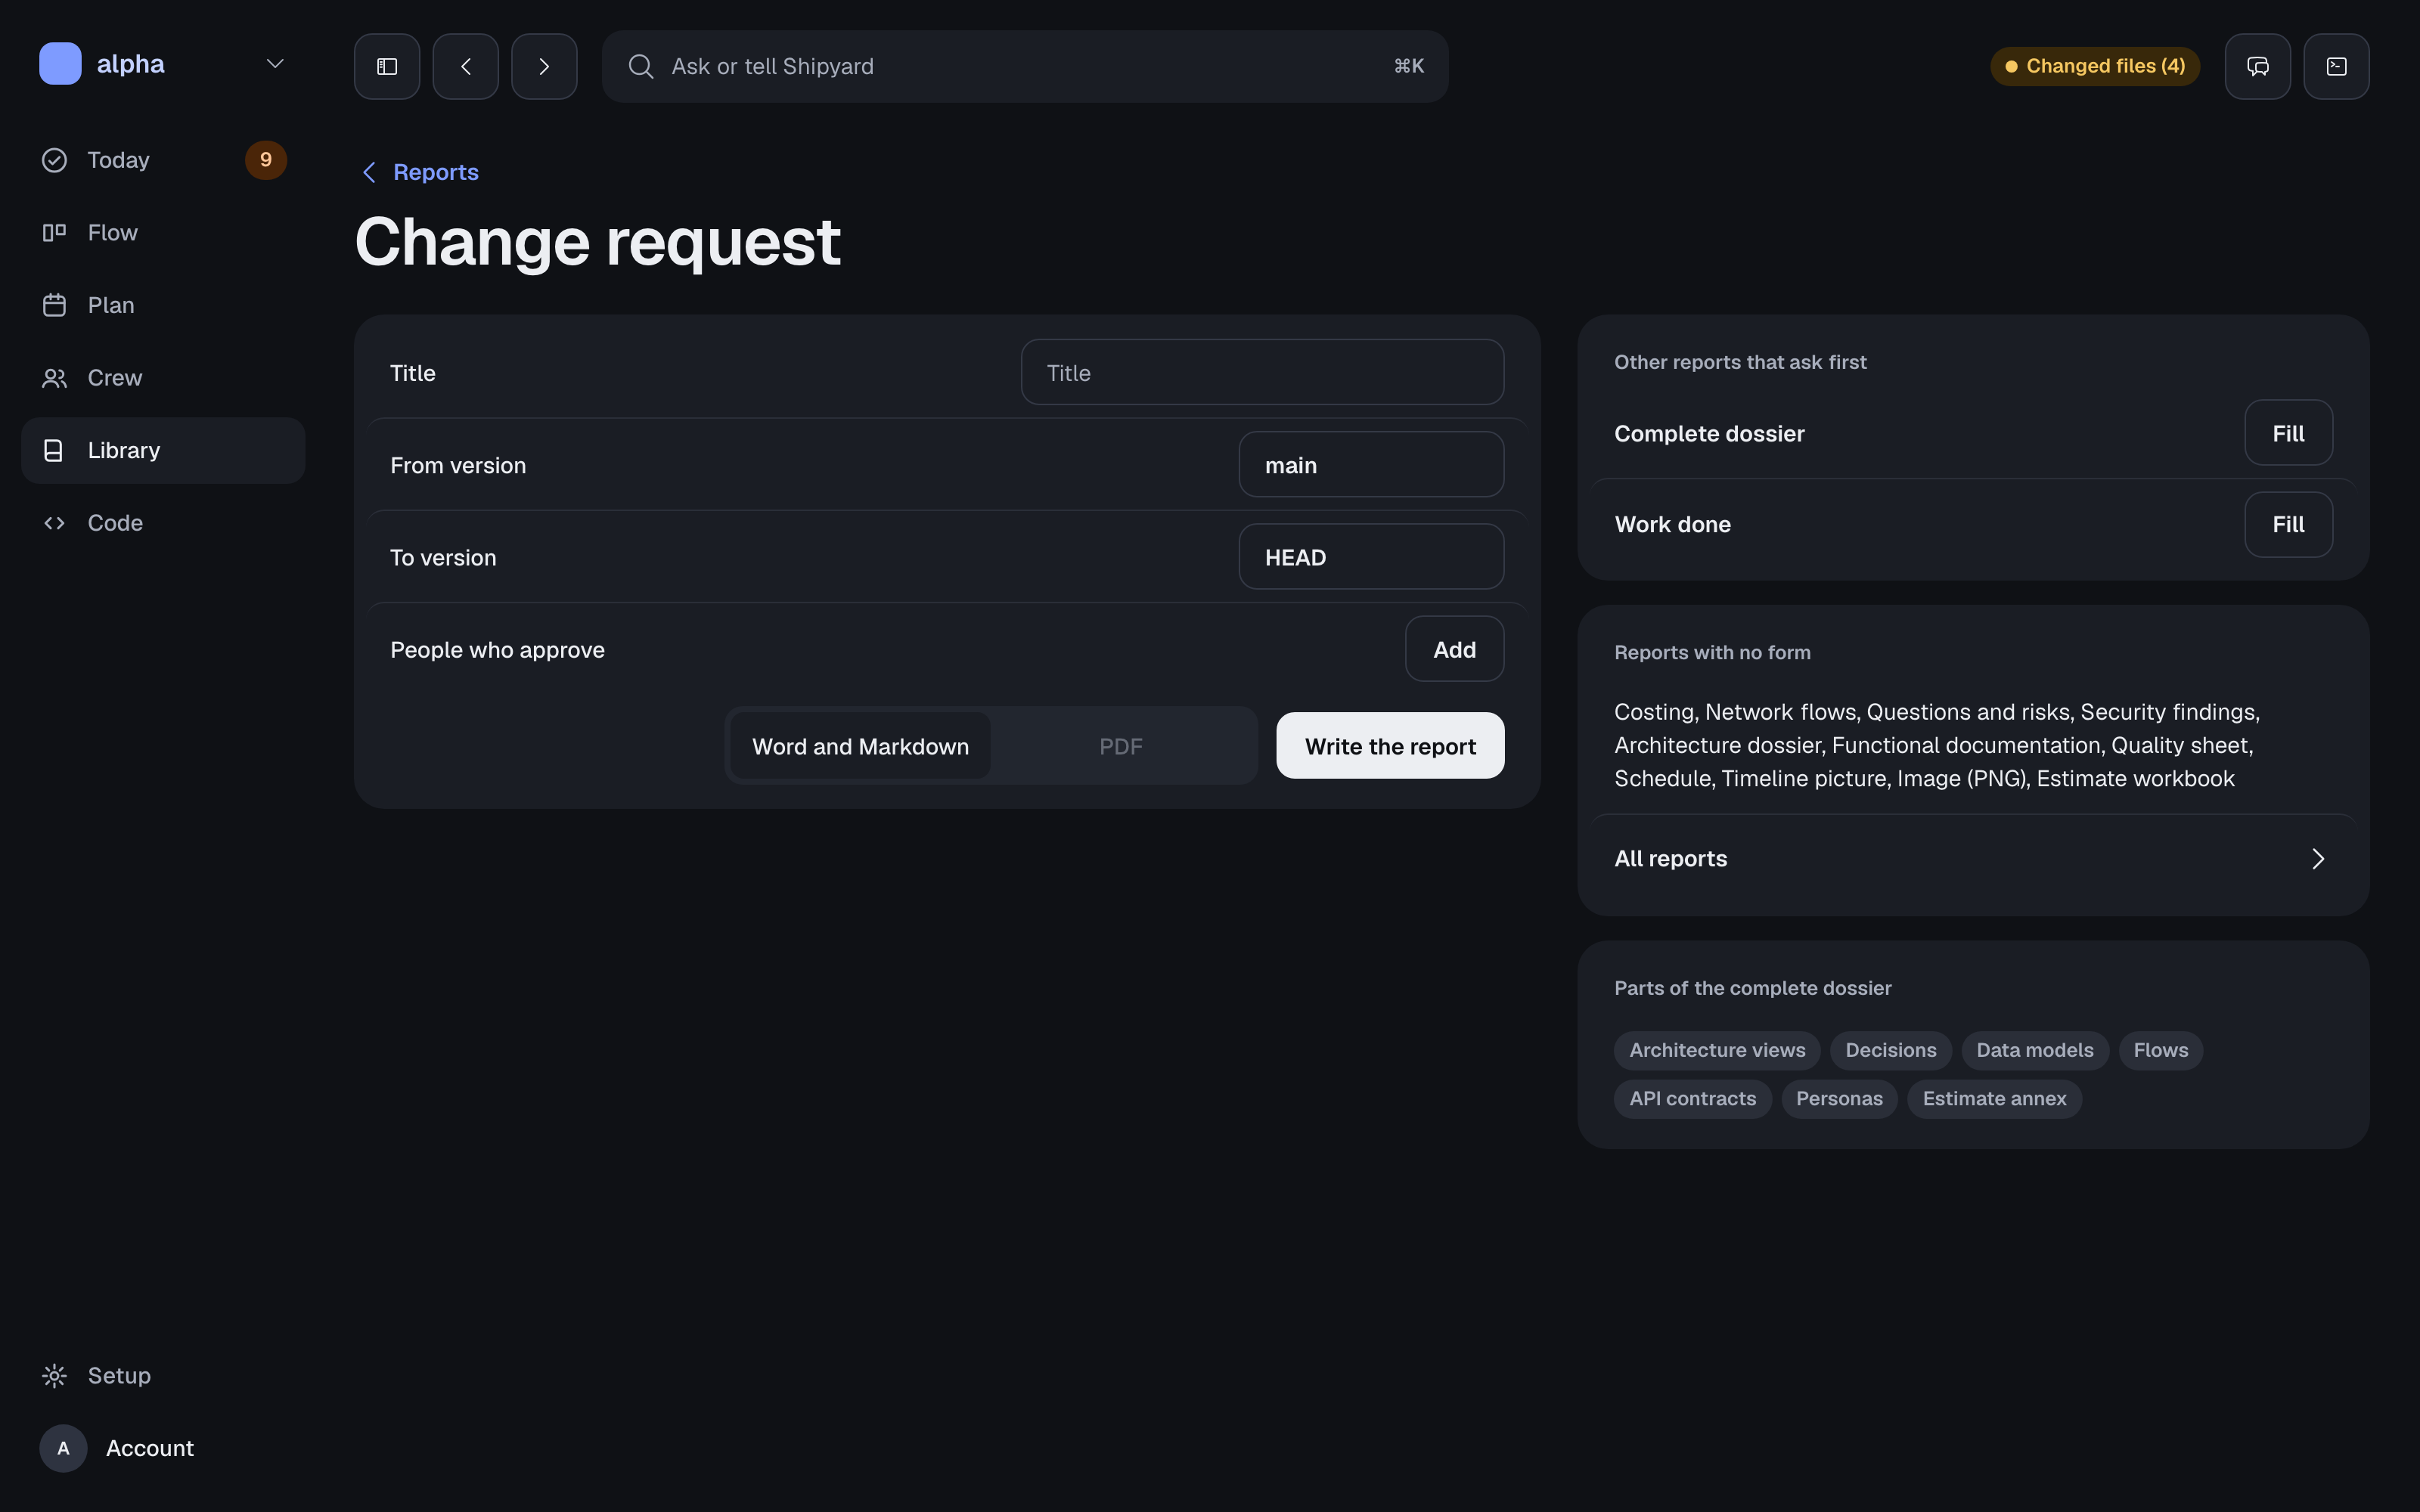 alpha
Ask or tell Shipyard
⌘K
Changed files (4)
Today
9
Flow
Plan
Crew
Library
Code
Setup
A
Account
Reports
Change request
Title
Title
From version
main
To version
HEAD
People who approve
Add
Word and Markdown
PDF
Write the report
Other reports that ask first
Complete dossier
Fill
Work done
Fill
Reports with no form
Costing, Network flows, Questions and risks, Security findings,
Architecture dossier, Functional documentation, Quality sheet,
Schedule, Timeline picture, Image (PNG), Estimate workbook
All reports
Parts of the complete dossier
Architecture views
Decisions
Data models
Flows
API contracts
Personas
Estimate annex